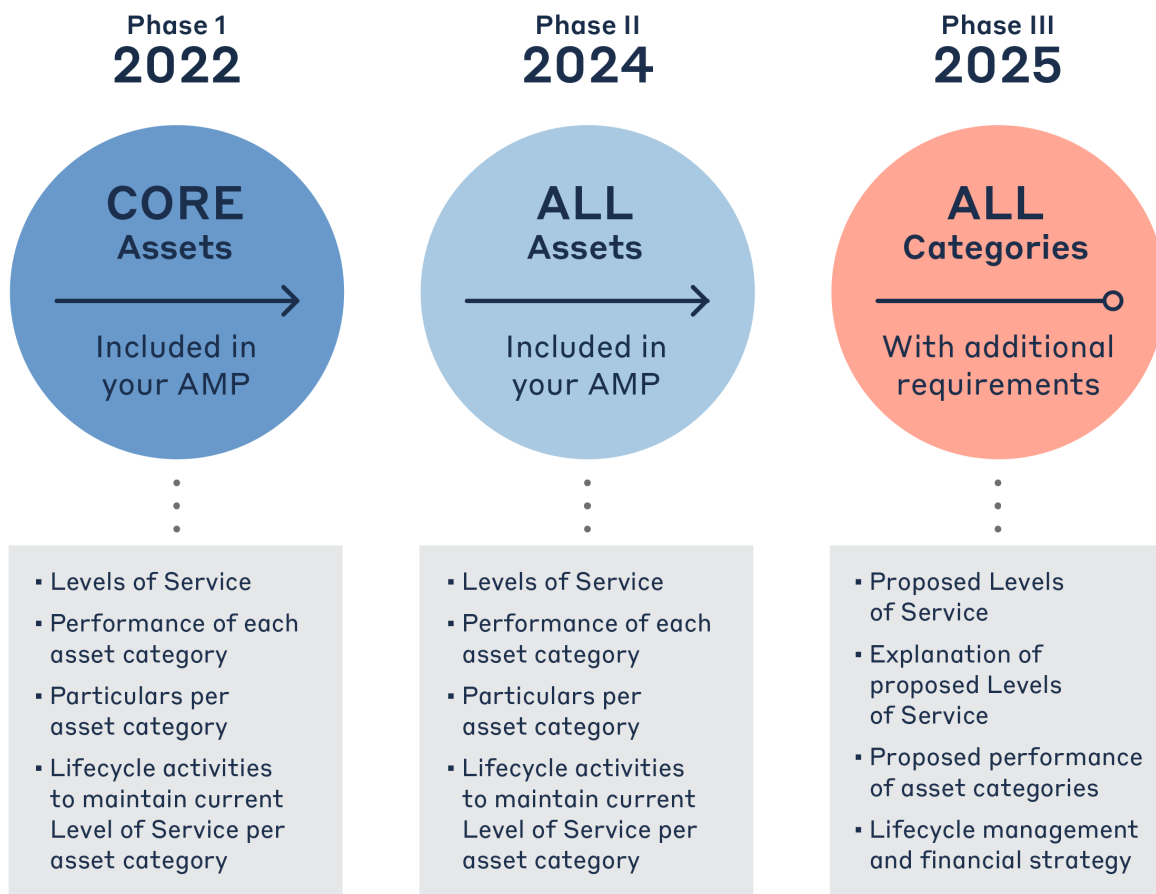 Phase 1
2022
CORE
Assets
Included in
your AMP
▪ Levels of Service
▪ Performance of each
asset category
▪ Particulars per
asset category
▪ Lifecycle activities
to maintain current
Level of Service per
asset category
Phase II
2024
ALL
Assets
Included in
your AMP
▪ Levels of Service
▪ Performance of each
asset category
▪ Particulars per
asset category
▪ Lifecycle activities
to maintain current
Level of Service per
asset category
Phase III
2025
ALL
Categories
With additional
requirements
▪ Proposed Levels
of Service
▪ Explanation of
proposed Levels
of Service
▪ Proposed performance
of asset categories
▪ Lifecycle management
and financial strategy